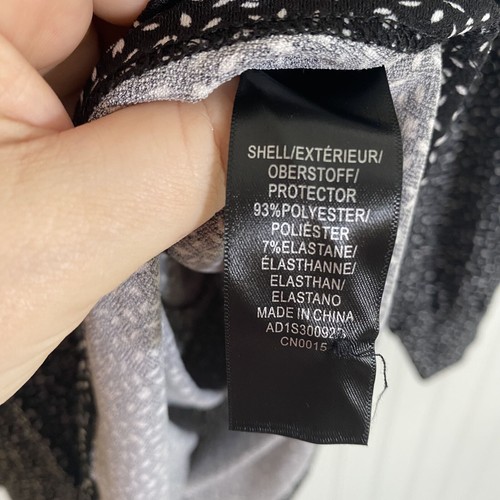 SHELL/EXTÉRIEUR/
OBERSTOFF/
PROTECTOR
93%POLYESTER/
POLIÉSTER
7%ELASTANE/
ÉLASTHANNE/
ELASTHAN/
ELASTANO
MADE IN CHINA
CN0015